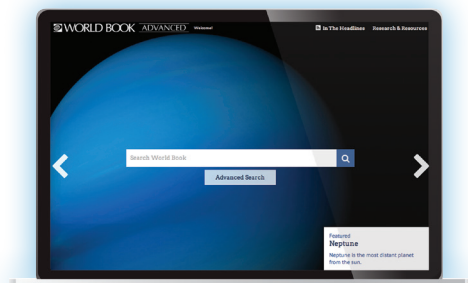 WORLD BOOK ADVANCED Welcome! In The Headlines Research & Resources
Search World Book
Advanced Search
Featured
Neptune
Neptune is the most distant planet
from the sun.